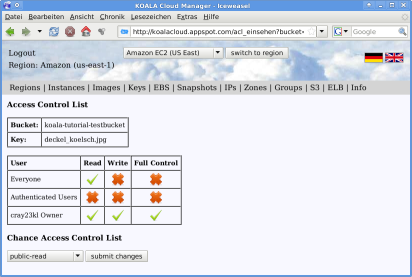 KOALA Cloud Manager - Iceweasel
Datei Bearbeiten Ansicht Chronik Lesezeichen Extras Hilfe
http://koalacloud.appspot.com/acl_einsehen?bucket= Google
Logout Amazon EC2 (US East) switch to region
Region: Amazon (us-east-1)
Regions | Instances | Images | Keys | EBS | Snapshots | IPs | Zones | Groups | S3 | ELB | Info
Access Control List
Bucket: koala-tutorial-testbucket
Key: deckel_koelsch.jpg
User Read Write Full Control
Everyone
Authenticated Users
cray23kl Owner
Chance Access Control List
public-read submit changes